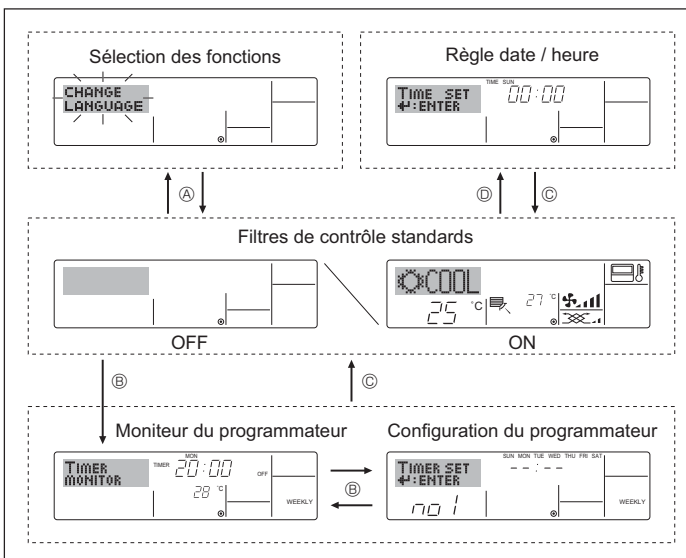 Sélection des fonctions
CHANGE
LANGUAGE
Règle date / heure
TIME SUN
TIME SET
↵:ENTER
00:00
Ⓐ
Ⓓ
Ⓒ
Filtres de contrôle standards
OFF
COOL
25 °C
27 °C
ON
Ⓑ
Ⓒ
Moniteur du programmateur
TIMER
MONITOR
MON
TIMER 20:00 OFF
28 °C
WEEKLY
Ⓑ
Configuration du programmateur
SUN MON TUE WED THU FRI SAT
TIMER SET
↵:ENTER
--:--
no 1
WEEKLY